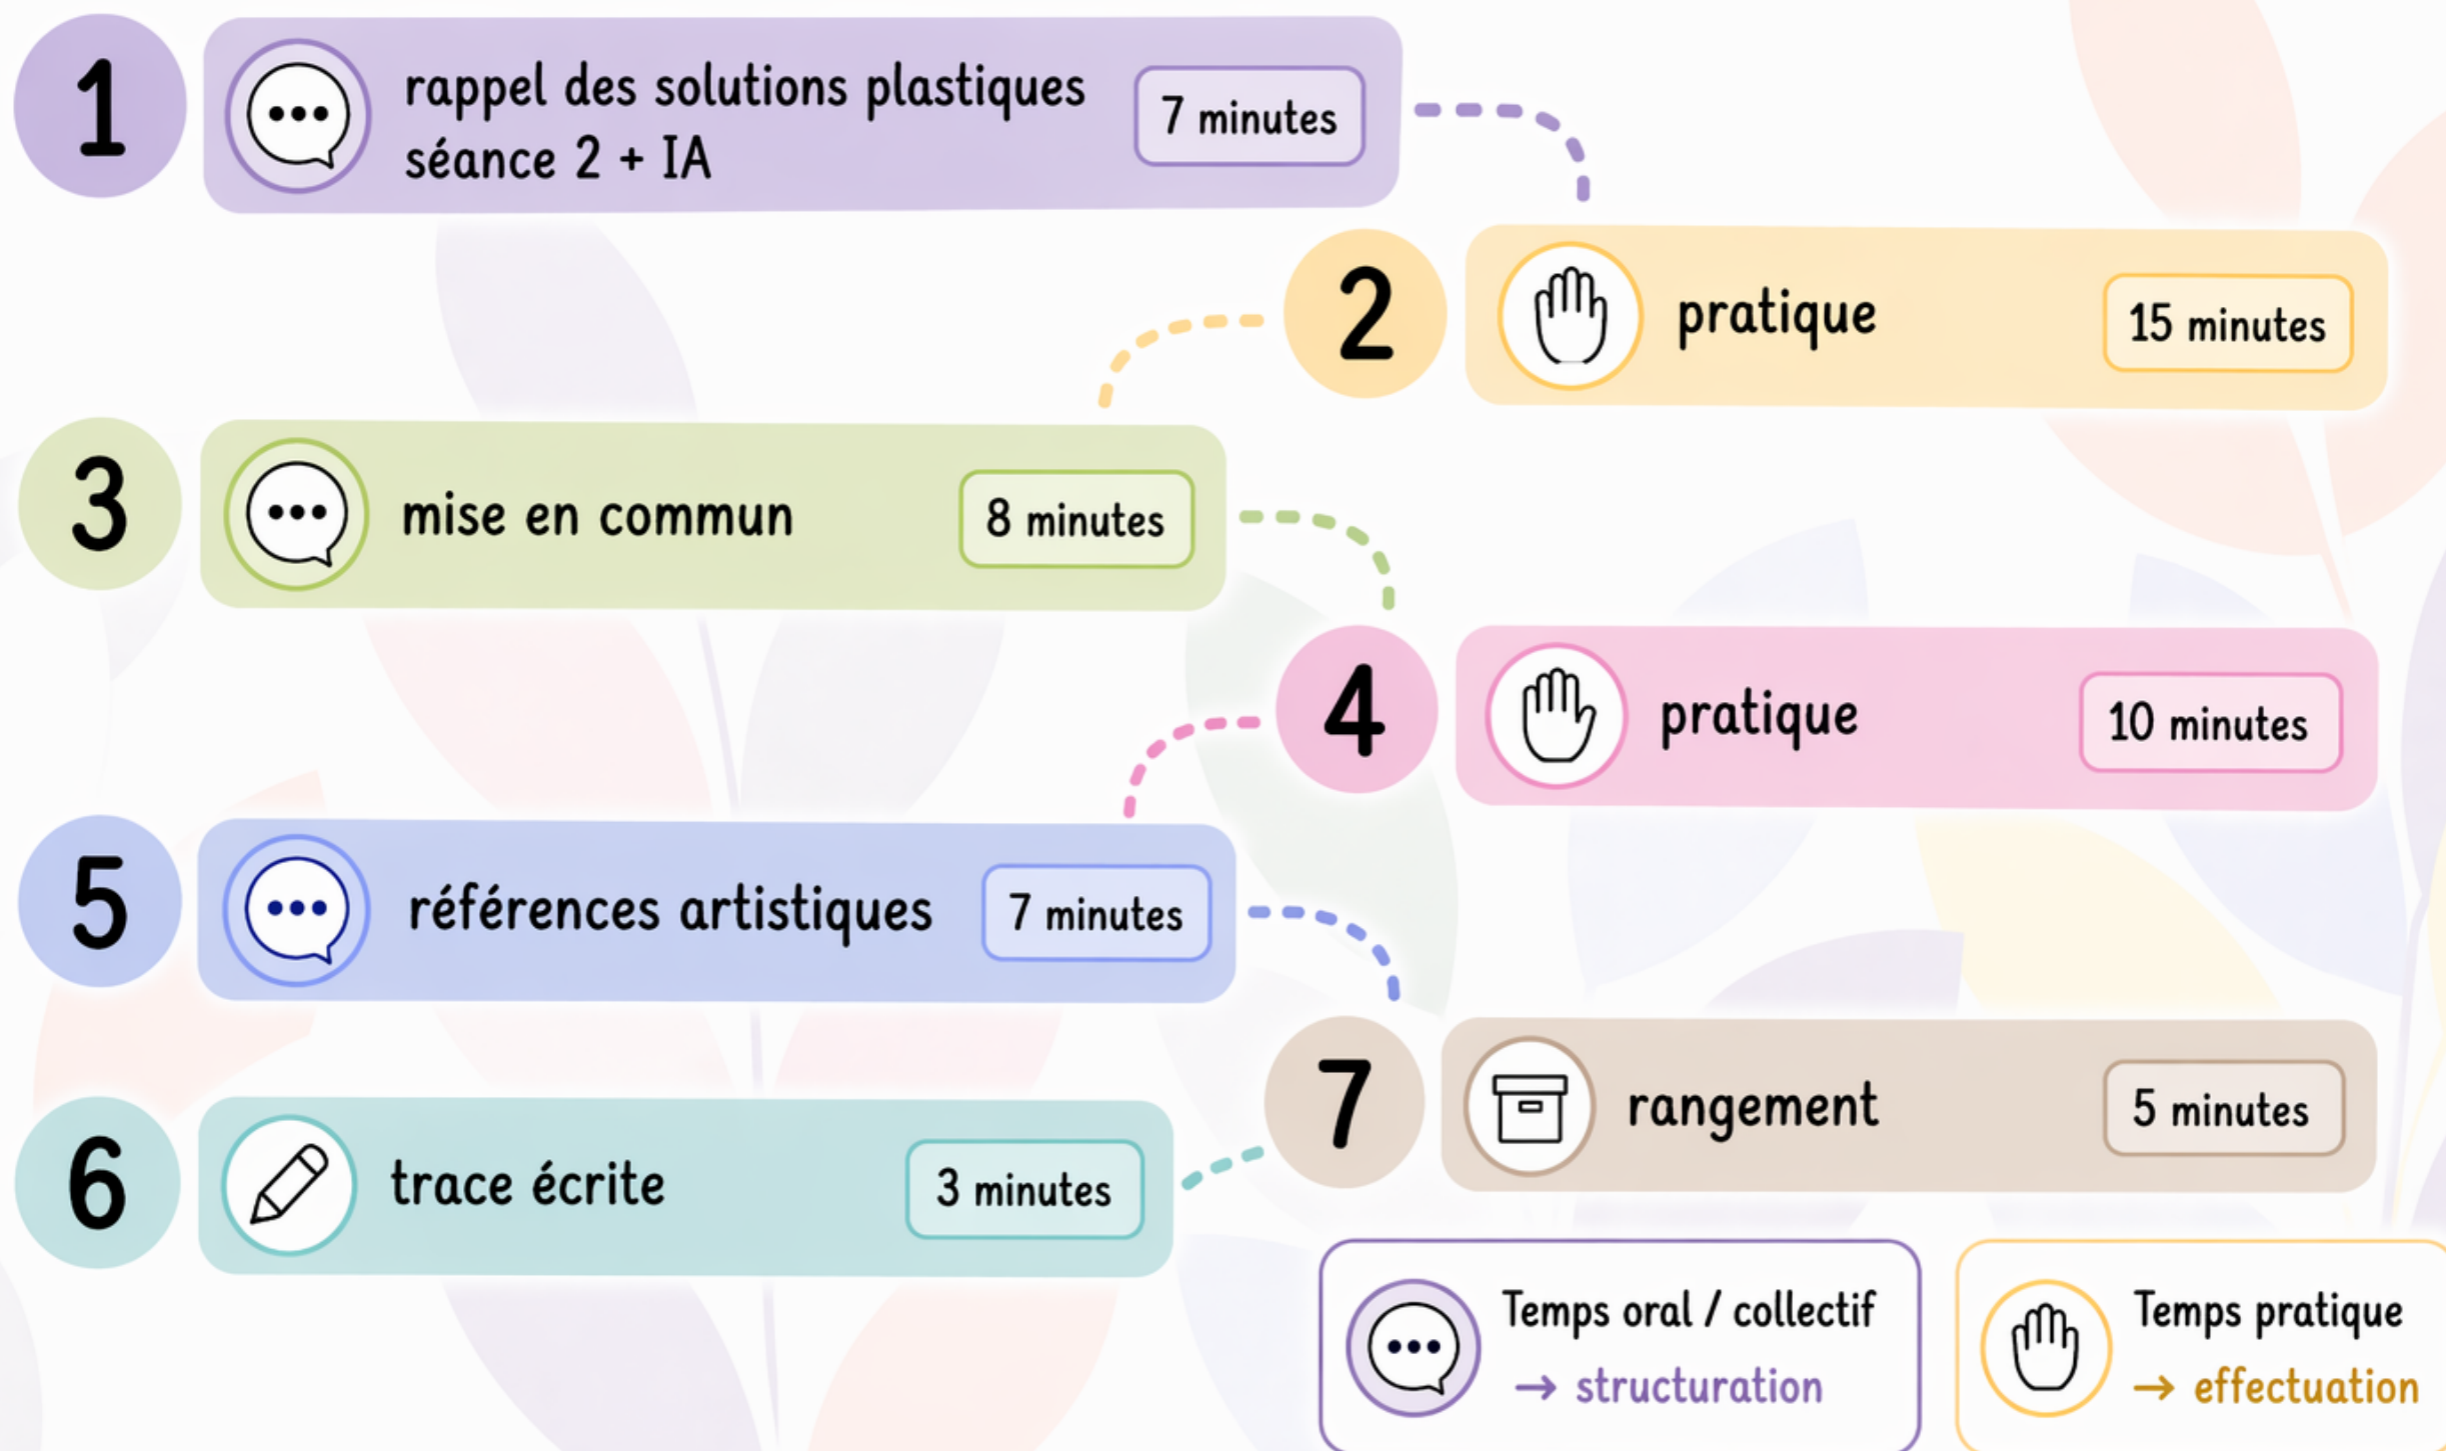 1
rappel des solutions plastiques
séance 2 + IA
7 minutes
2
pratique
15 minutes
3
mise en commun
8 minutes
4
pratique
10 minutes
5
références artistiques
7 minutes
6
trace écrite
3 minutes
7
rangement
5 minutes
Temps oral / collectif
→ structuration
Temps pratique
→ effectuation